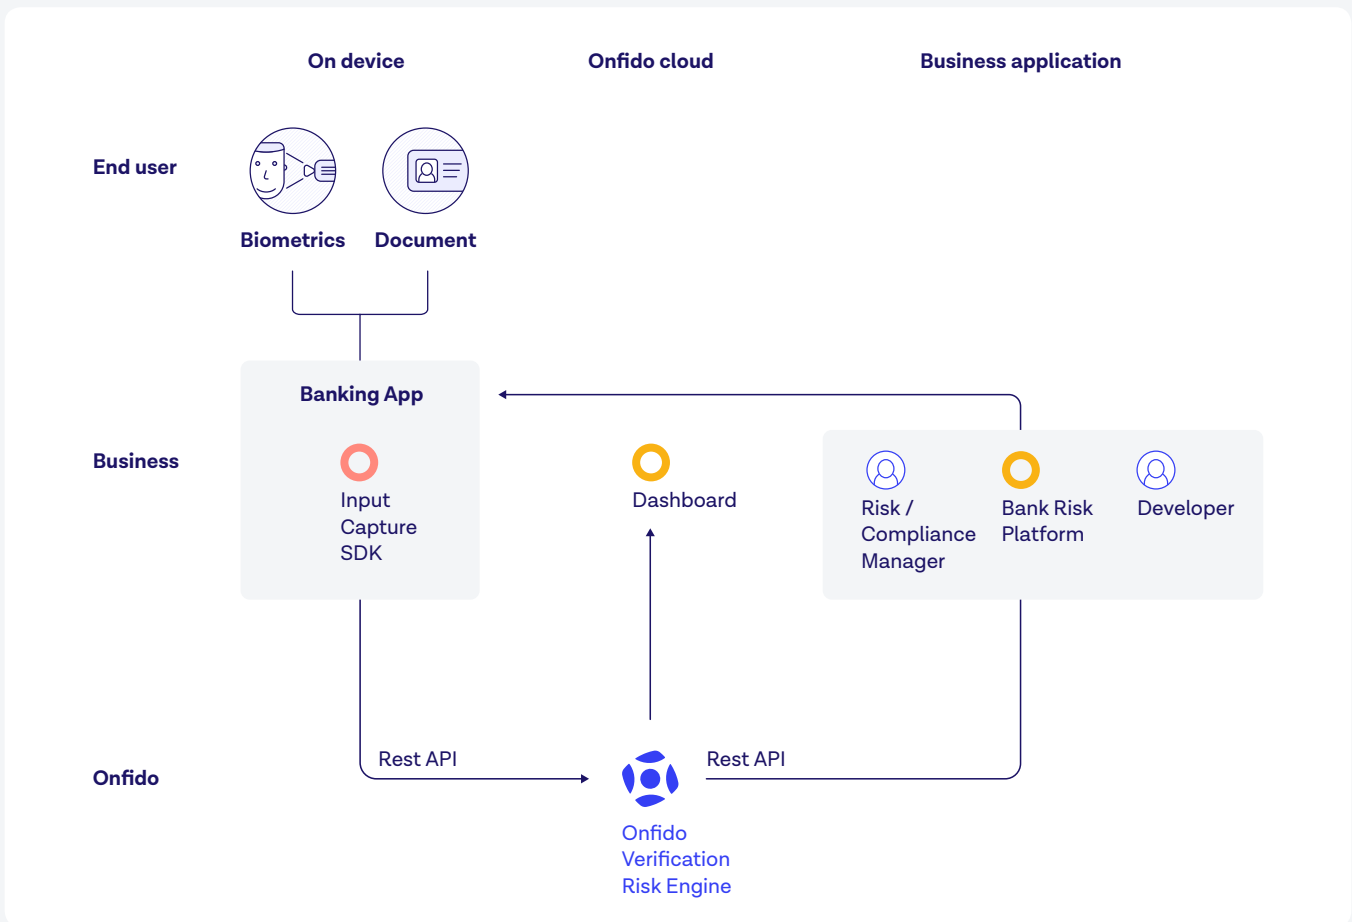 On device
Onfido cloud
Business application
End user
Biometrics
Document
Banking App
Business
Input
Capture
SDK
Dashboard
Risk /
Compliance
Manager
Bank Risk
Platform
Developer
Rest API
Rest API
Onfido
Onfido
Verification
Risk Engine